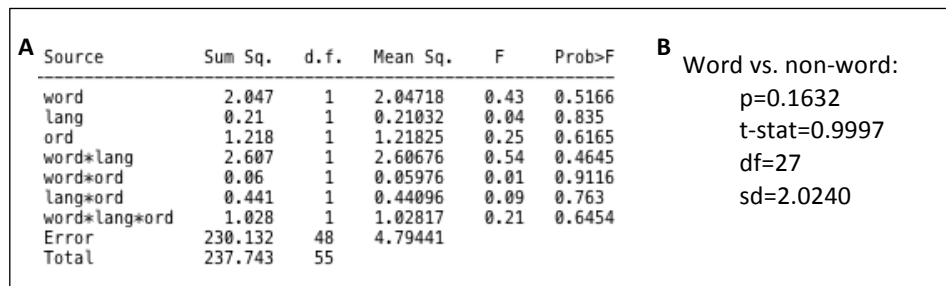 A
Source Sum Sq. d.f. Mean Sq. F Prob>F
word 2.047 1 2.04718 0.43 0.5166
lang 0.21 1 0.21032 0.04 0.835
ord 1.218 1 1.21825 0.25 0.6165
word*lang 2.607 1 2.60676 0.54 0.4645
word*ord 0.06 1 0.05976 0.01 0.9116
lang*ord 0.441 1 0.44096 0.09 0.763
word*lang*ord 1.028 1 1.02817 0.21 0.6454
Error 230.132 48 4.79441
Total 237.743 55
B
Word vs. non-word:
p=0.1632
t-stat=0.9997
df=27
sd=2.0240